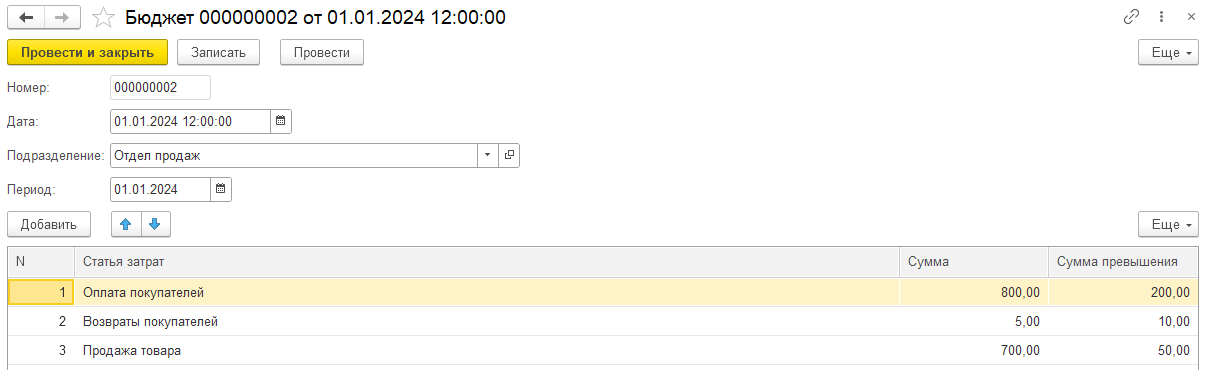 Бюджет 000000002 от 01.01.2024 12:00:00
Провести и закрыть Записать Провести Еще
Номер: 000000002
Дата: 01.01.2024 12:00:00
Подразделение: Отдел продаж
Период: 01.01.2024
Добавить Еще
N Статья затрат Сумма Сумма превышения
1 Оплата покупателей 800,00 200,00
2 Возвраты покупателей 5,00 10,00
3 Продажа товара 700,00 50,00